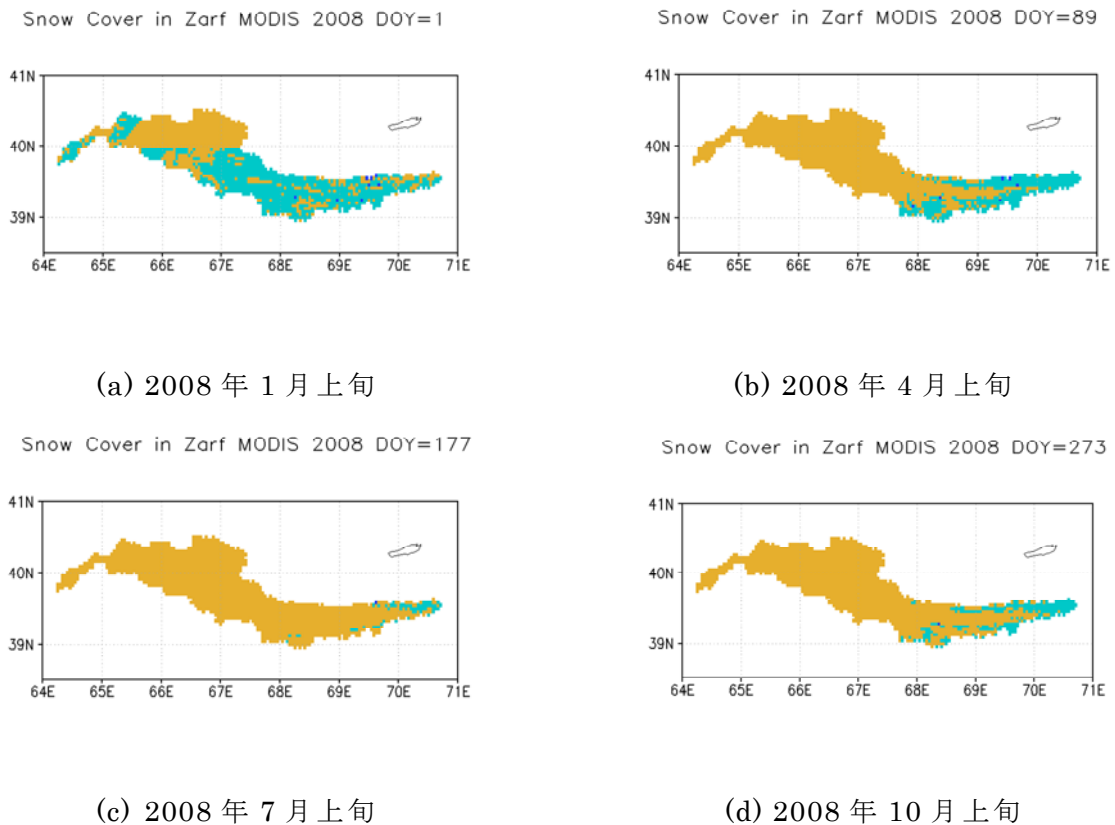 Snow Cover in Zarf MODIS 2008 DOY=1
41N
40N
39N
64E 65E 66E 67E 68E 69E 70E 71E
(a) 2008 年 1 月上旬
Snow Cover in Zarf MODIS 2008 DOY=89
41N
40N
39N
64E 65E 66E 67E 68E 69E 70E 71E
(b) 2008 年 4 月上旬
Snow Cover in Zarf MODIS 2008 DOY=177
41N
40N
39N
64E 65E 66E 67E 68E 69E 70E 71E
(c) 2008 年 7 月上旬
Snow Cover in Zarf MODIS 2008 DOY=273
41N
40N
39N
64E 65E 66E 67E 68E 69E 70E 71E
(d) 2008 年 10 月上旬